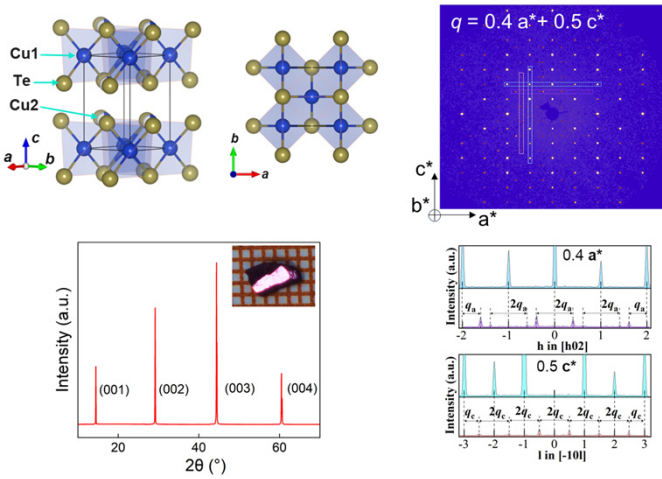 Cu1
Te
Cu2
c
a
b
b
a
q = 0.4 a*+ 0.5 c*
c*
b*
a*
Intensity (a.u.)
(001)
(002)
(003)
(004)
10
20
40
60
2θ (°)
Intensity (a.u.)
0.4 a*
qa
2qa
2qa
2qa
qa
-2
-1
0
1
2
h in [h02]
Intensity (a.u.)
0.5 c*
qc
2qc
2qc
2qc
2qc
2qc
qc
-3
-2
-1
0
1
2
3
l in [-10l]